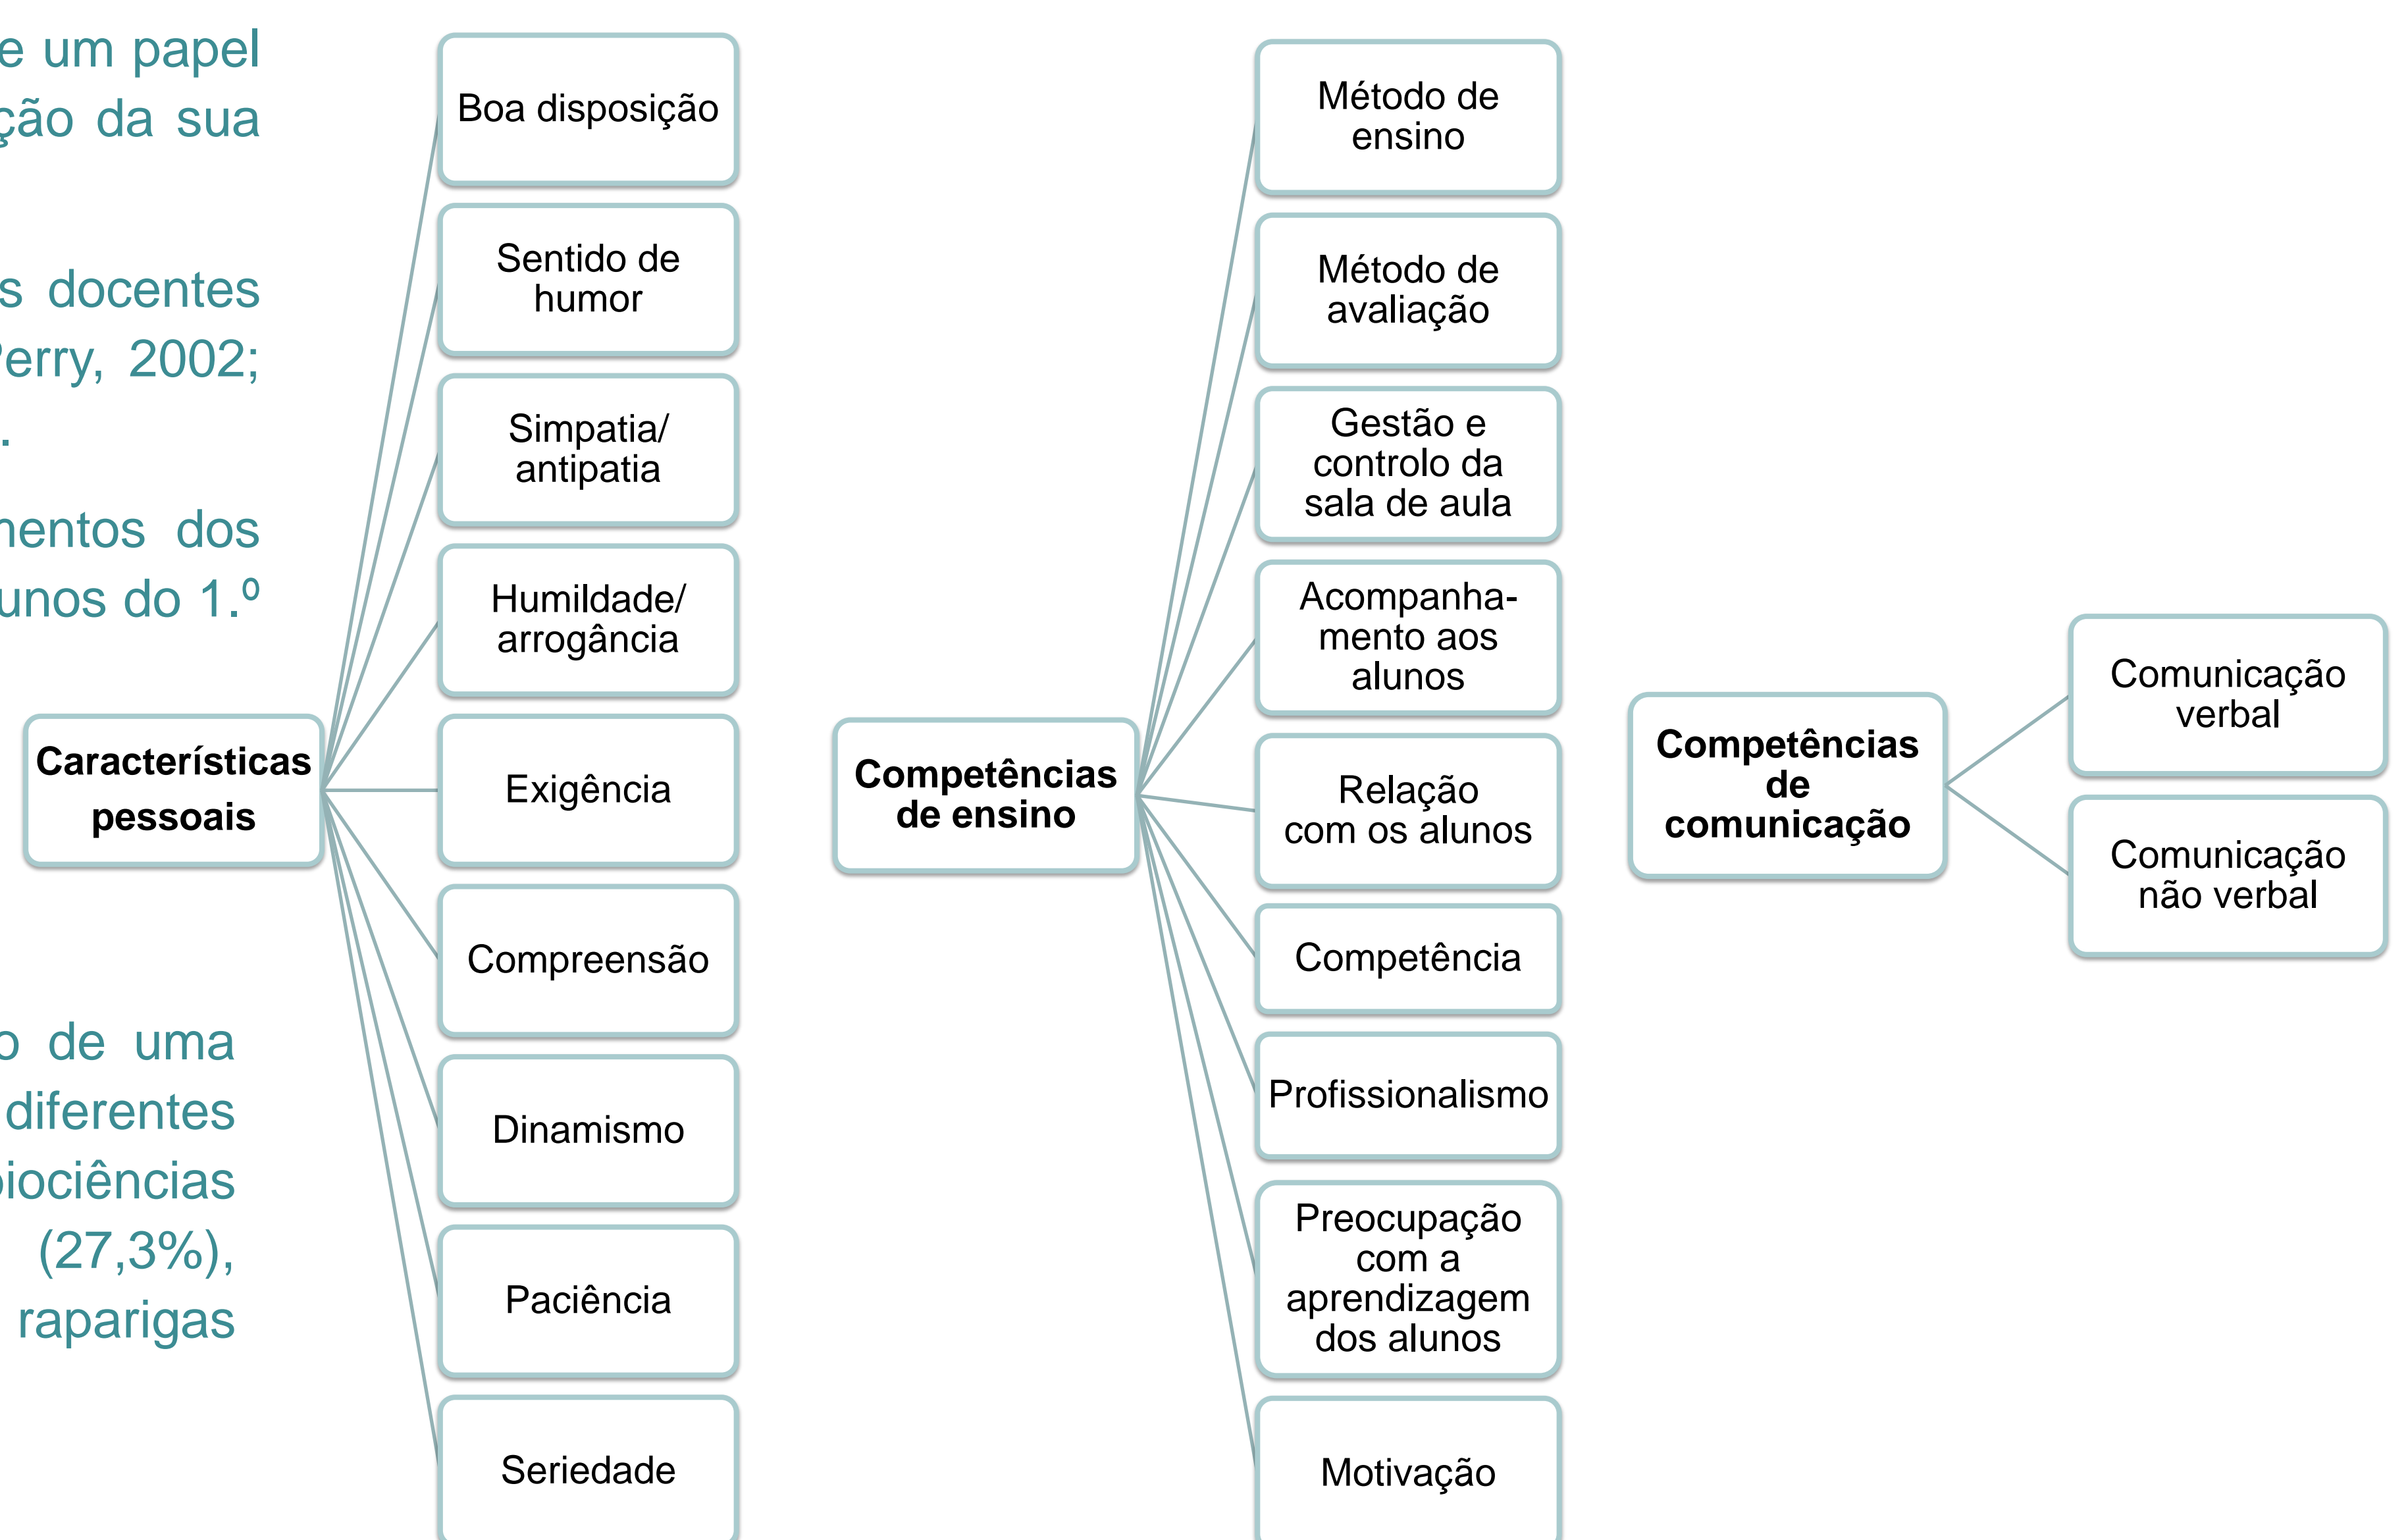 e um papel
ção da sua
s docentes
Perry, 2002;
.
mentos dos
unos do 1.º
o de uma
diferentes
biociências
(27,3%),
raparigas
Características
pessoais
Boa disposição
Sentido de
humor
Simpatia/
antipatia
Humildade/
arrogância
Exigência
Compreensão
Dinamismo
Paciência
Seriedade
Competências
de ensino
Método de
ensino
Método de
avaliação
Gestão e
controlo da
sala de aula
Acompanha-
mento aos
alunos
Relação
com os alunos
Competência
Profissionalismo
Preocupação
com a
aprendizagem
dos alunos
Motivação
Competências
de
comunicação
Comunicação
verbal
Comunicação
não verbal